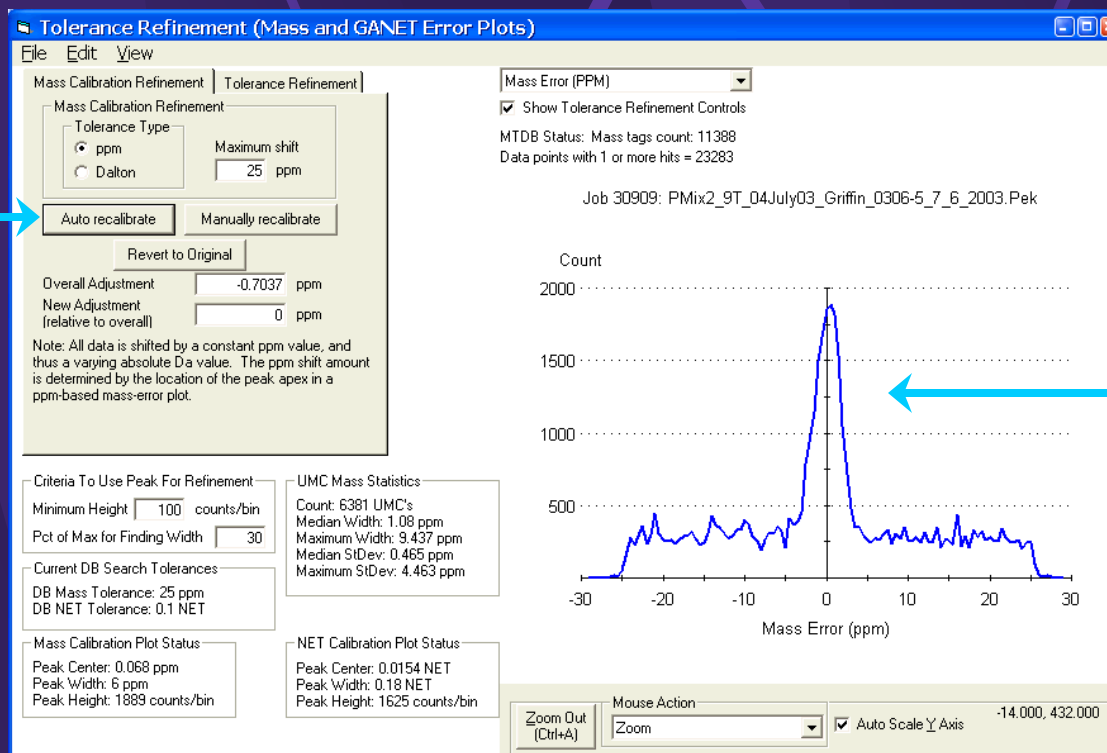 Tolerance Refinement (Mass and GANET Error Plots)
File Edit View
Mass Calibration Refinement
Tolerance Refinement
Mass Calibration Refinement
Tolerance Type
ppm
Dalton
Maximum shift
25 ppm
Auto recalibrate
Manually recalibrate
Revert to Original
Overall Adjustment -0.7037 ppm
New Adjustment
(relative to overall) 0 ppm
Note: All data is shifted by a constant ppm value, and
thus a varying absolute Da value. The ppm shift amount
is determined by the location of the peak apex in a
ppm-based mass-error plot.
Criteria To Use Peak For Refinement
Minimum Height 100 counts/bin
Pct of Max for Finding Width 30
Current DB Search Tolerances
DB Mass Tolerance: 25 ppm
DB NET Tolerance: 0.1 NET
Mass Calibration Plot Status
Peak Center: 0.068 ppm
Peak Width: 6 ppm
Peak Height: 1889 counts/bin
UMC Mass Statistics
Count: 6381 UMC's
Median Width: 1.08 ppm
Maximum Width: 9.437 ppm
Median StDev: 0.465 ppm
Maximum StDev: 4.463 ppm
NET Calibration Plot Status
Peak Center: 0.0154 NET
Peak Width: 0.18 NET
Peak Height: 1625 counts/bin
Mass Error (PPM)
Show Tolerance Refinement Controls
MTDB Status: Mass tags count: 11388
Data points with 1 or more hits = 23283
Job 30909: PMix2_9T_04July03_Griffin_0306-5_7_6_2003.Pek
Count
2000
1500
1000
500
-30 -20 -10 0 10 20 30
Mass Error (ppm)
Zoom Out
(Ctrl+A)
Mouse Action
Zoom
Auto Scale Y Axis
-14.000, 432.000